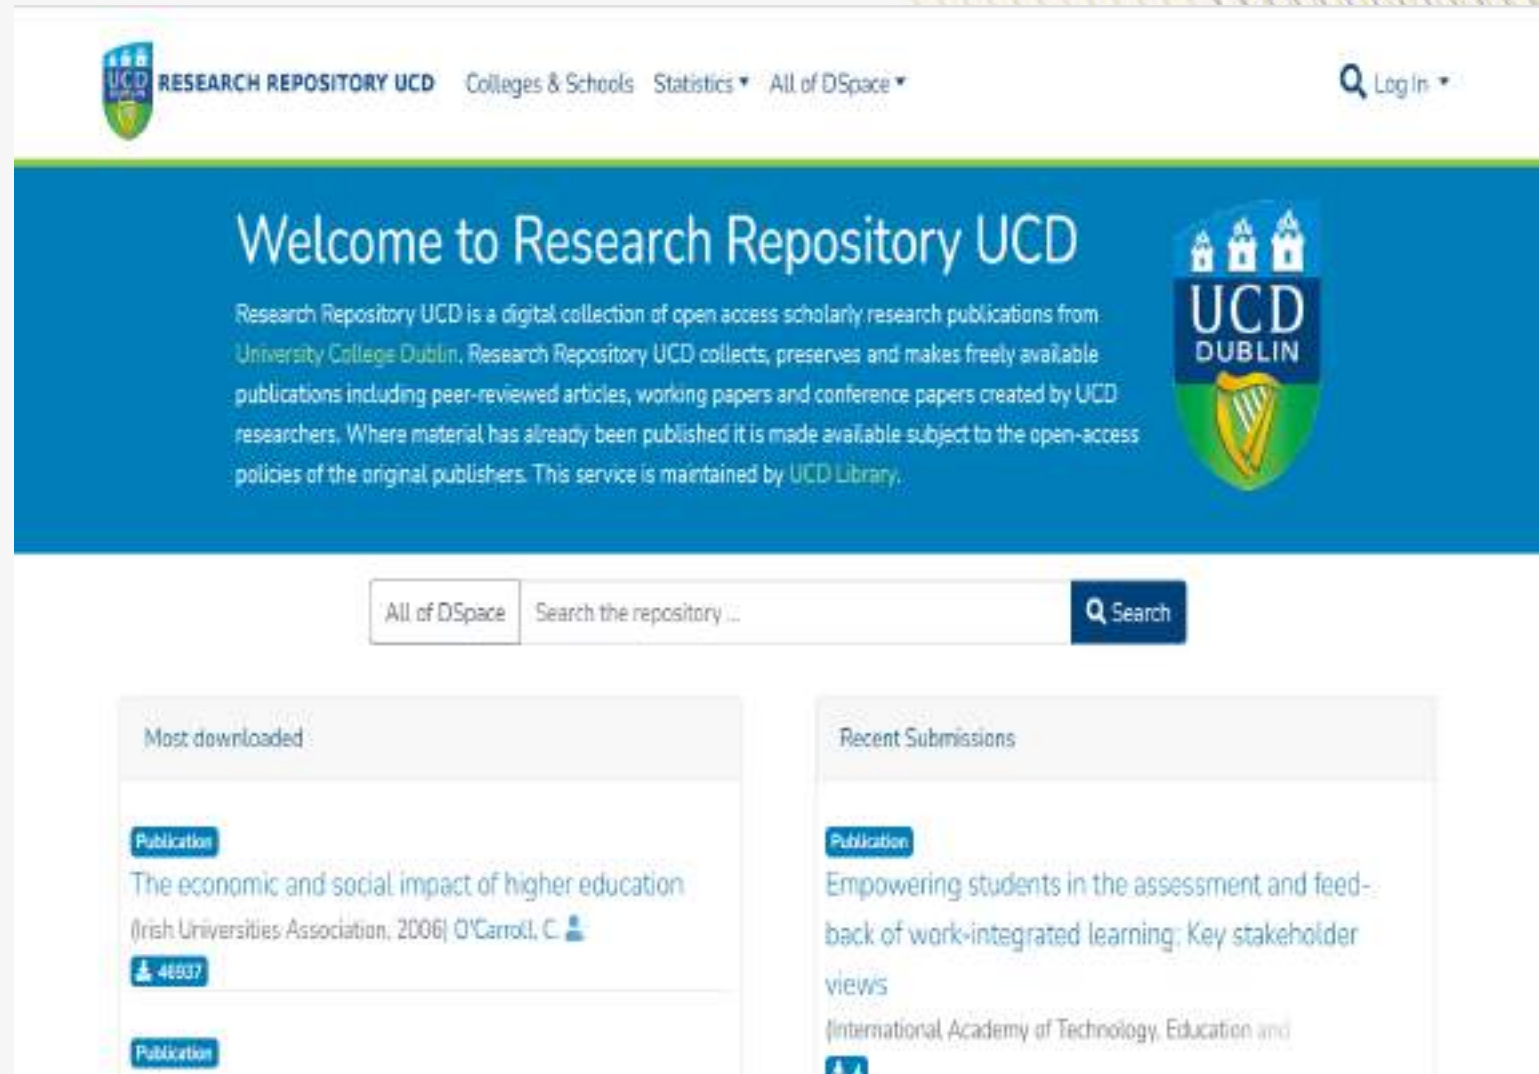 UCD
DUBLIN
RESEARCH REPOSITORY UCD Colleges & Schools Statistics All of DSpace Log In
Welcome to Research Repository UCD
UCD
DUBLIN
Research Repository UCD is a digital collection of open access scholarly research publications from
University College Dublin. Research Repository UCD collects, preserves and makes freely available
publications including peer-reviewed articles, working papers and conference papers created by UCD
researchers. Where material has already been published it is made available subject to the open-access
policies of the original publishers. This service is maintained by UCD Library.
All of DSpace Search the repository ... Search
Most downloaded
Publication
The economic and social impact of higher education
(Irish Universities Association, 2006) O'Carroll, C.
46937
Publication
Recent Submissions
Publication
Empowering students in the assessment and feed-
back of work-integrated learning: Key stakeholder
views
(International Academy of Technology, Education and
4